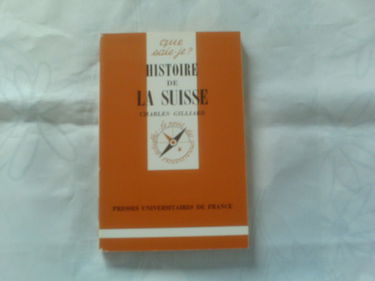 que
sais-je?
HISTOIRE
DE
LA SUISSE
CHARLES GILLIARD
PRESSES UNIVERSITAIRES DE FRANCE